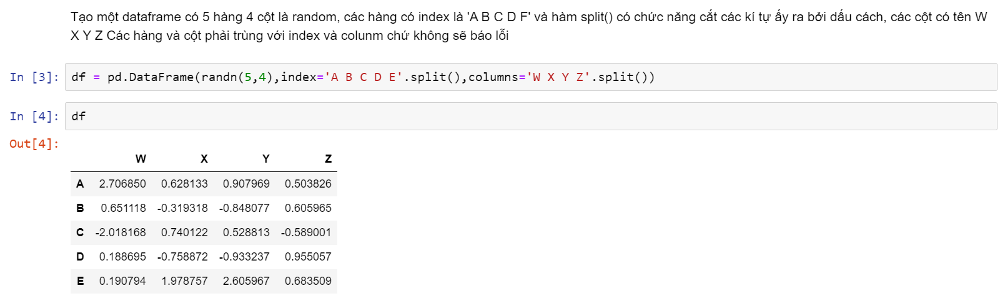 Tạo một dataframe có 5 hàng 4 cột là random, các hàng có index là 'A B C D F' và hàm split() có chức năng cắt các kí tự ấy ra bởi dấu cách, các cột có tên W
X Y Z Các hàng và cột phải trùng với index và colunm chứ không sẽ báo lỗi
In [3]: df = pd.DataFrame(randn(5,4),index='A B C D E'.split(),columns='W X Y Z'.split())
In [4]: df
Out[4]:
W X Y Z
A 2.706850 0.628133 0.907969 0.503826
B 0.651118 -0.319318 -0.848077 0.605965
C -2.018168 0.740122 0.528813 -0.589001
D 0.188695 -0.758872 -0.933237 0.955057
E 0.190794 1.978757 2.605967 0.683509